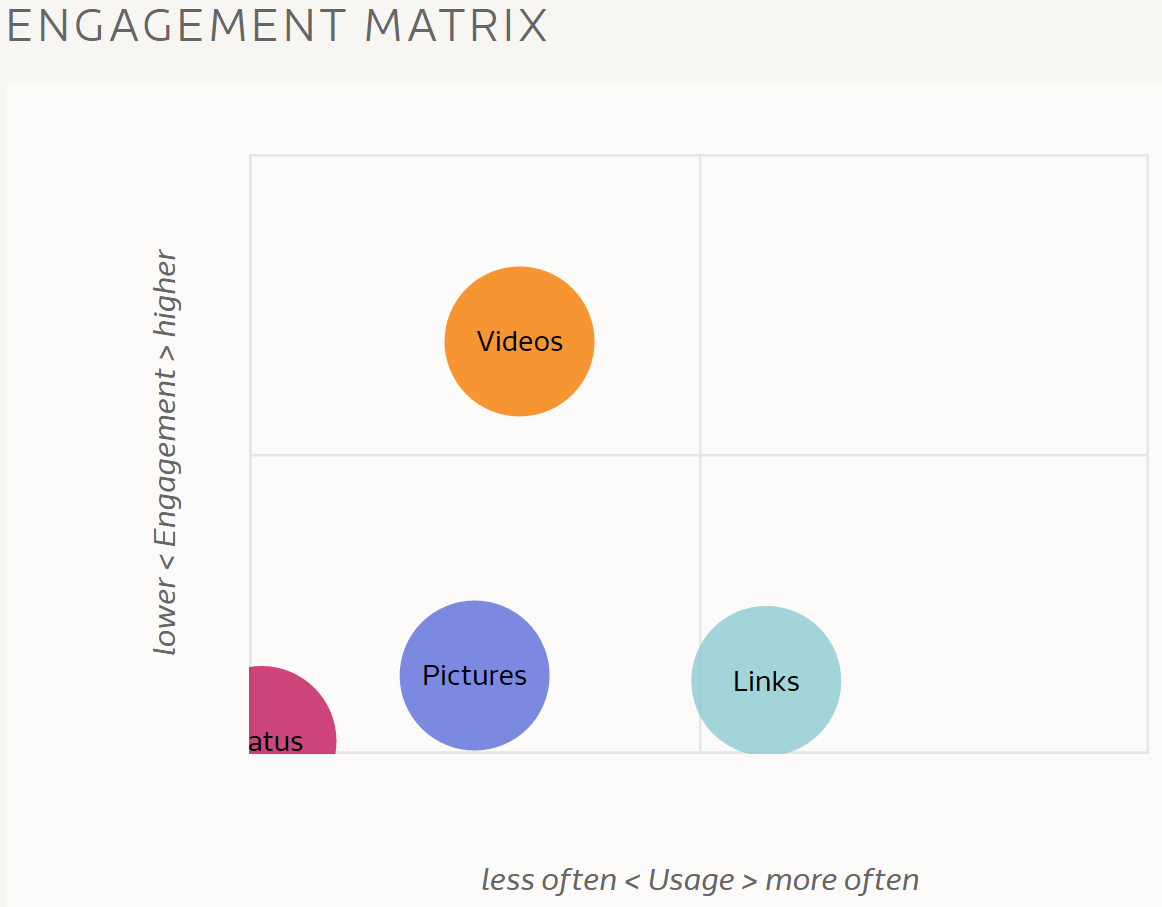 ENGAGEMENT MATRIX
lower < Engagement > higher
Videos
Pictures
Links
atus
less often < Usage > more often